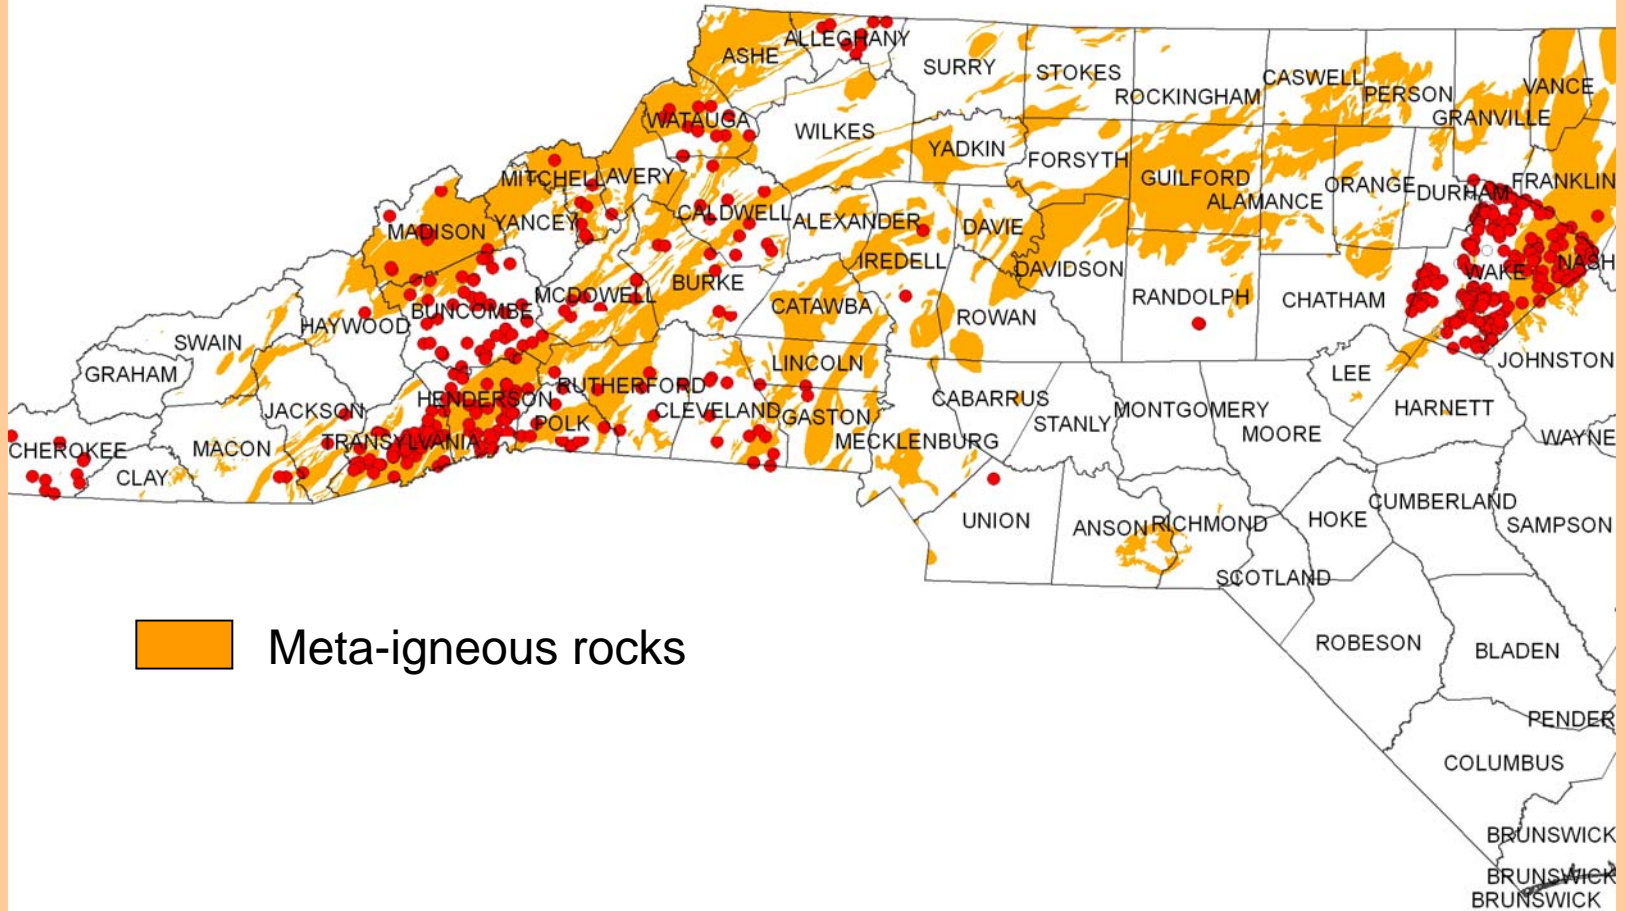 ALLEGHANY
ASHE
SURRY
STOKES
ROCKINGHAM
CASWELL
PERSON
VANCE
GRANVILLE
WATAUGA
WILKES
YADKIN
FORSYTH
GUILFORD
ALAMANCE
ORANGE
DURHAM
FRANKLIN
MITCHELL
AVERY
YANCEY
MADISON
CALDWELL
ALEXANDER
DAVIE
IREDELL
DAVIDSON
RANDOLPH
CHATHAM
WAKE
NASH
BURKE
MCDOWELL
BUNCOMBE
HAYWOOD
SWAIN
CATAWBA
ROWAN
GRAHAM
LINCOLN
LEE
JOHNSTON
RUTHERFORD
HENDERSON
JACKSON
CLEVELAND
GASTON
CABARRUS
STANLY
MONTGOMERY
MOORE
HARNETT
WAYNE
POLK
TRANSYLVANIA
MECKLENBURG
CHEROKEE
MACON
CLAY
UNION
ANSON
RICHMOND
HOKE
CUMBERLAND
SAMPSON
SCOTLAND
ROBESON
BLADEN
Meta-igneous rocks
PENDER
COLUMBUS
BRUNSWICK
BRUNSWICK
BRUNSWICK